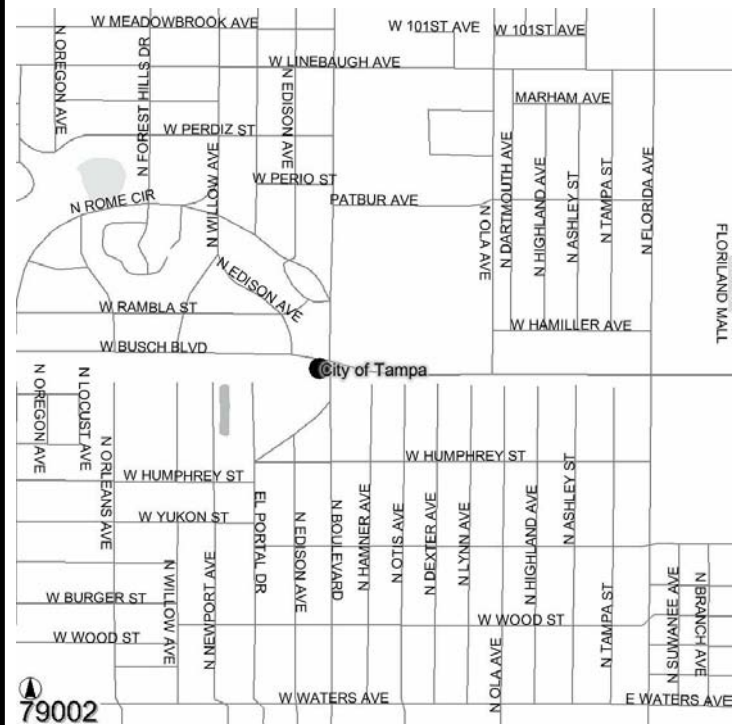 W MEADOWBROOK AVE
W 101ST AVE
W 101ST AVE
N OREGON AVE
N FOREST HILLS DR
W LINEBAUGH AVE
N EDISON AVE
MARHAM AVE
W PERDIZ ST
N WILLOW AVE
W PERIO ST
N DARTMOUTH AVE
N HIGHLAND AVE
N ASHLEY ST
N TAMPA ST
N FLORIDA AVE
N ROME CIR
PATBUR AVE
N OLA AVE
FLORILAND MALL
N EDISON AVE
W RAMBLA ST
W HAMILLER AVE
W BUSCH BLVD
City of Tampa
N OREGON AVE
N LOCUST AVE
N ORLEANS AVE
W HUMPHREY ST
N ASHLEY ST
W HUMPHREY ST
EL PORTAL DR
N EDISON AVE
N BOULEVARD
N HAMNER AVE
N OTIS AVE
N DEXTER AVE
N LYNN AVE
N HIGHLAND AVE
W YUKON ST
N WILLOW AVE
N NEWPORT AVE
N TAMPA ST
N SUWANEE AVE
N BRANCH AVE
W BURGER ST
W WOOD ST
W WOOD ST
N OLA AVE
W WATERS AVE
E WATERS AVE
79002